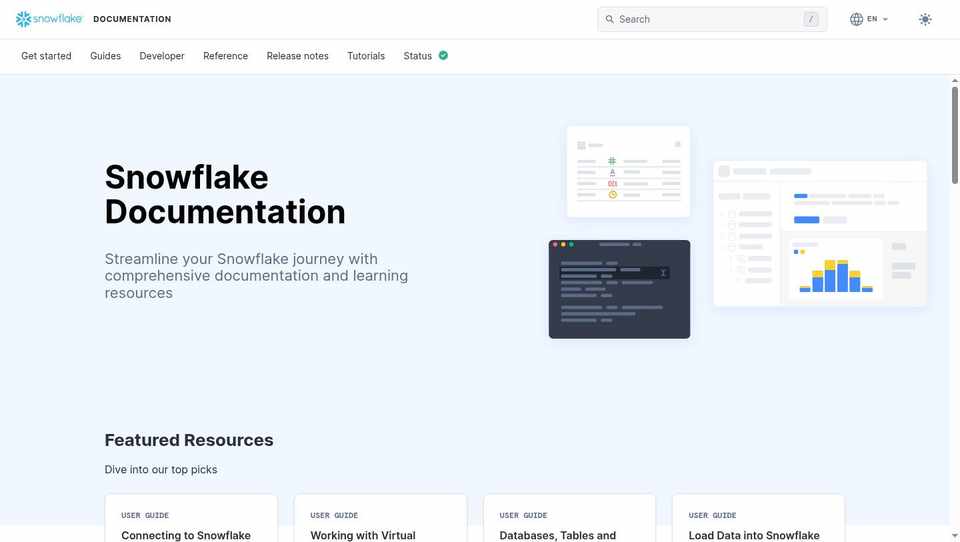 snowflake DOCUMENTATION
Search /
EN
Get started Guides Developer Reference Release notes Tutorials Status
Snowflake
Documentation
Streamline your Snowflake journey with
comprehensive documentation and learning
resources
Featured Resources
Dive into our top picks
USER GUIDE
Connecting to Snowflake
USER GUIDE
Working with Virtual
USER GUIDE
Databases, Tables and
USER GUIDE
Load Data into Snowflake